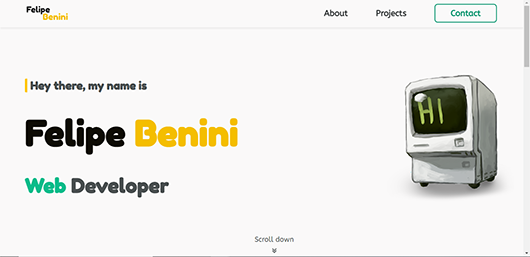 Felipe
Benini
About
Projects
Contact
Hey there, my name is
Felipe Benini
Web Developer
HI
Scroll down